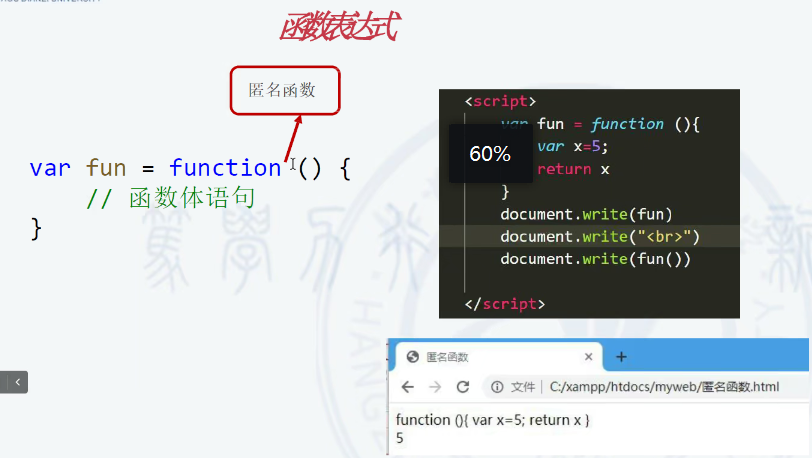 函数表达式
匿名函数
var fun = function () {
// 函数体语句
}
<script>
var fun = function (){
var x=5;
return x
}
document.write(fun)
document.write("<br>")
document.write(fun())
</script>
60%
匿名函数
文件 C:/xampp/htdocs/myweb/匿名函数.html
function (){ var x=5; return x }
5